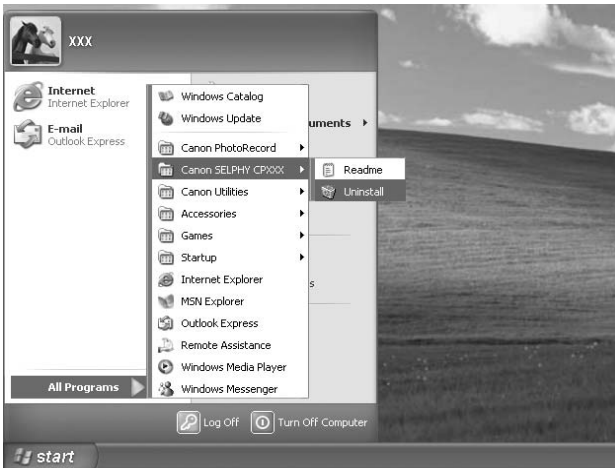 XXX
Internet
Internet Explorer
E-mail
Outlook Express
Windows Catalog
Windows Update
Canon PhotoRecord
Canon SELPHY CPXXX
Canon Utilities
Accessories
Games
Startup
Internet Explorer
MSN Explorer
Outlook Express
Remote Assistance
Windows Media Player
Windows Messenger
uments
s
Readme
Uninstall
All Programs
Log Off
Turn Off Computer
start